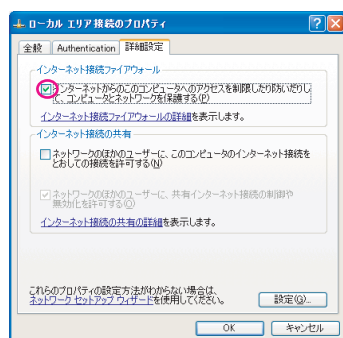 ローカル エリア接続のプロパティ
全般 Authentication 詳細設定
インターネット接続ファイアウォール
インターネットからのこのコンピュータへのアクセスを制限したり防いだりし
て、コンピュータとネットワークを保護する(P)
インターネット接続ファイアウォールの詳細を表示します。
インターネット接続の共有
ネットワークのほかのユーザーに、このコンピュータのインターネット接続を
とおしての接続を許可する(N)
ネットワークのほかのユーザーに、共有インターネット接続の制御や
無効化を許可する(O)
インターネット接続の共有の詳細を表示します。
これらのプロパティの設定方法がわからない場合は、
ネットワーク セットアップ ウィザードを使用してください。
設定(G)...
OK キャンセル